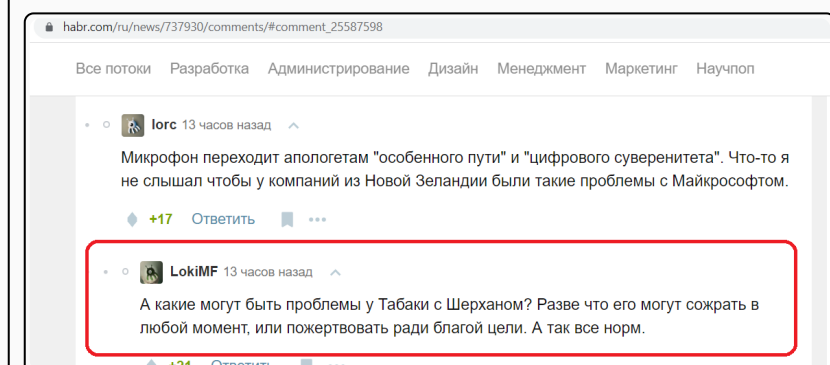 habr.com/ru/news/737930/comments/#comment_25587598
Все потоки Разработка Администрирование Дизайн Менеджмент Маркетинг Научпоп
lorc 13 часов назад
Микрофон переходит апологетам "особенного пути" и "цифрового суверенитета". Что-то я
не слышал чтобы у компаний из Новой Зеландии были такие проблемы с Майкрософтом.
+17 Ответить
LokiMF 13 часов назад
А какие могут быть проблемы у Табаки с Шерханом? Разве что его могут сожрать в
любой момент, или пожертвовать ради благой цели. А так все норм.
+21 Ответить